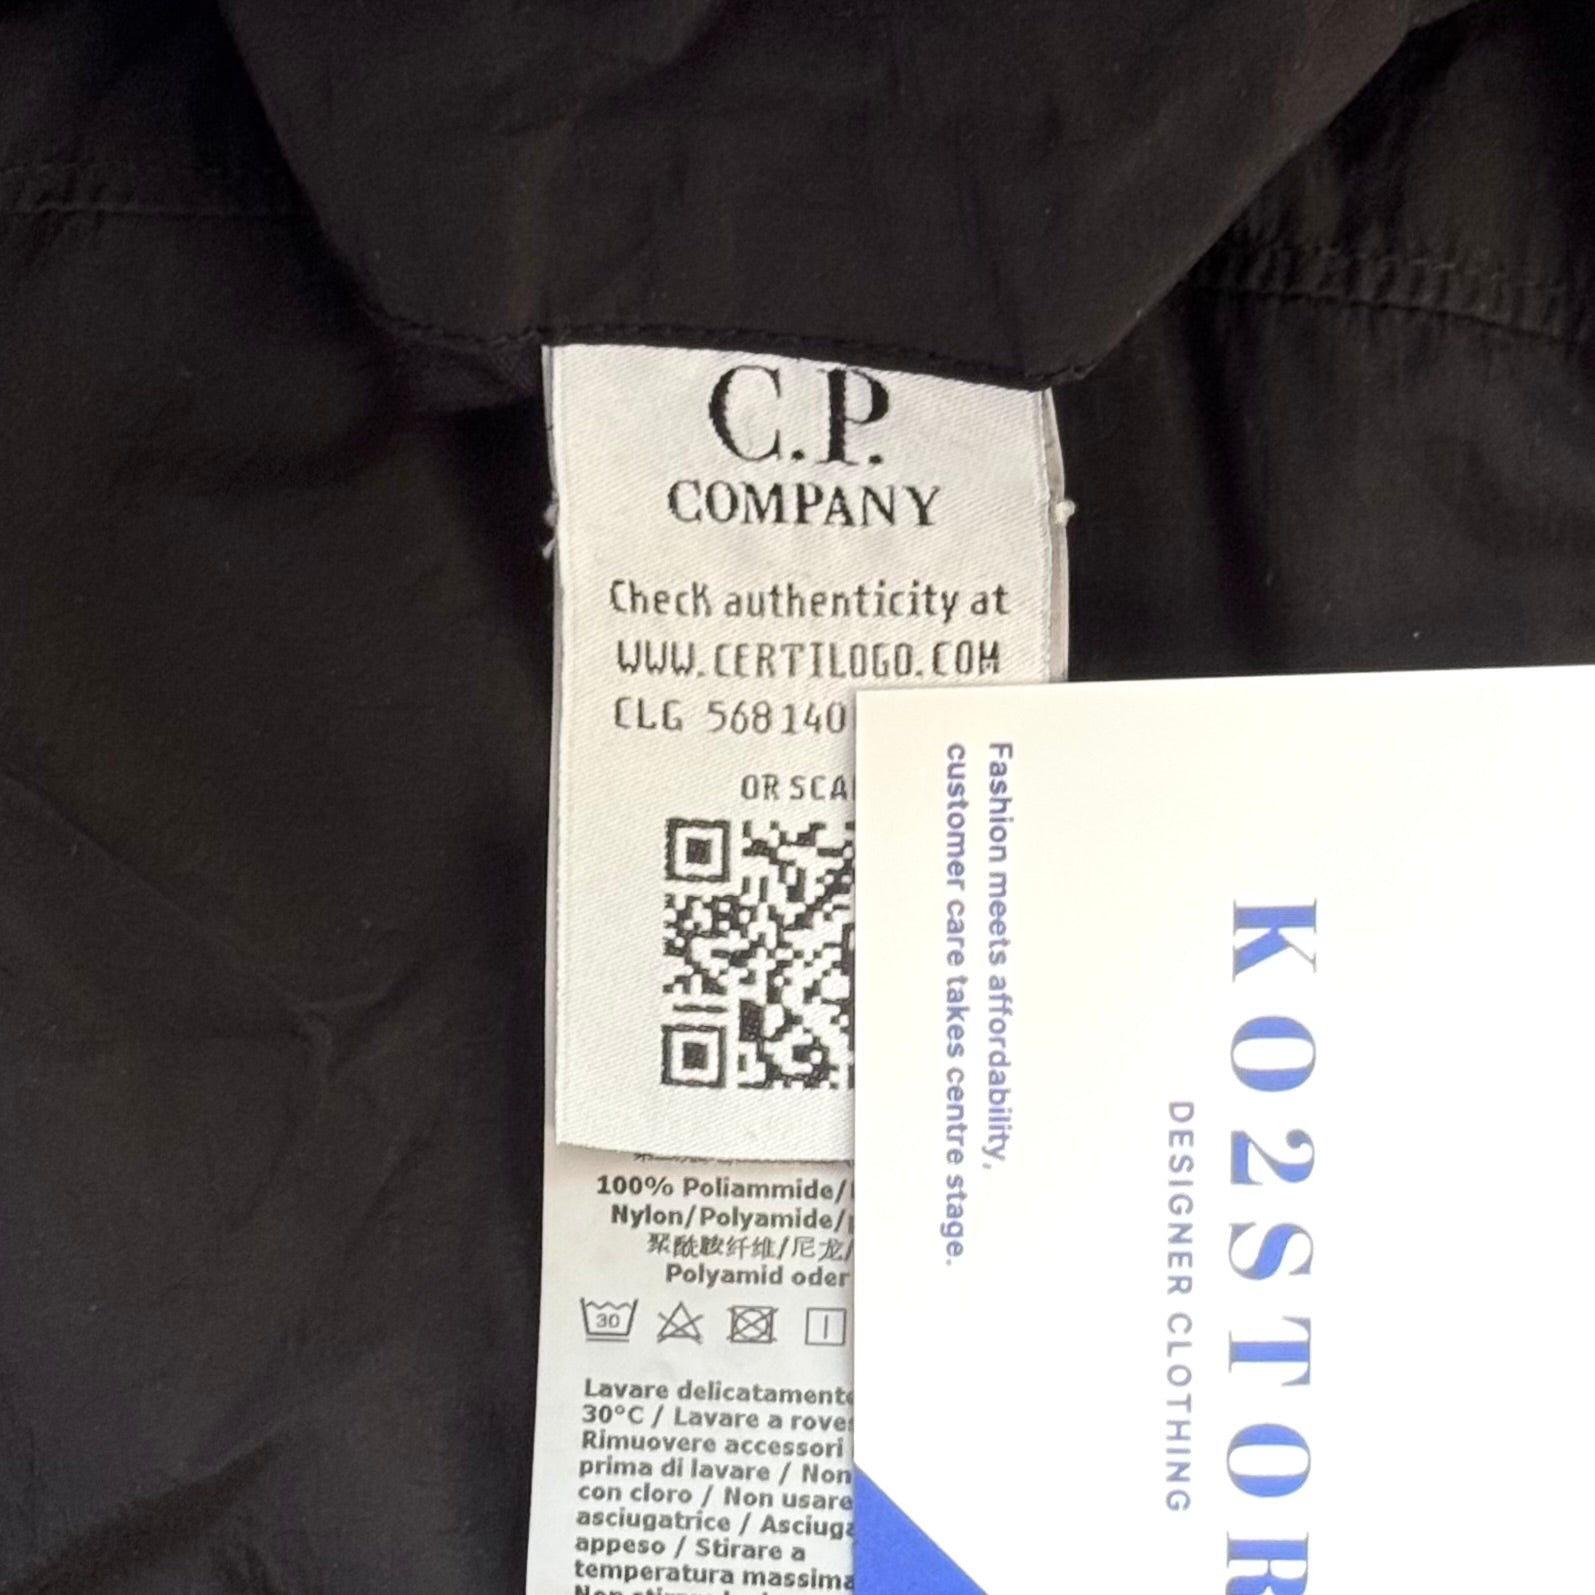 C.P.
COMPANY
Check authenticity at
WWW.CERTILOGO.COM
CLG 568 140
OR SCA
100% Poliammide/
Nylon/Polyamide/
聚酰胺纤维/尼龙/
Polyamid oder
30
Lavare delicatamente
30°C / Lavare a rove
Rimuovere accessori
prima di lavare / Non
con cloro / Non usare
asciugatrice / Asciuga
appeso / Stirare a
temperatura massima
Fashion meets affordability,
customer care takes centre stage.
KO2STOR
DESIGNER CLOTHING